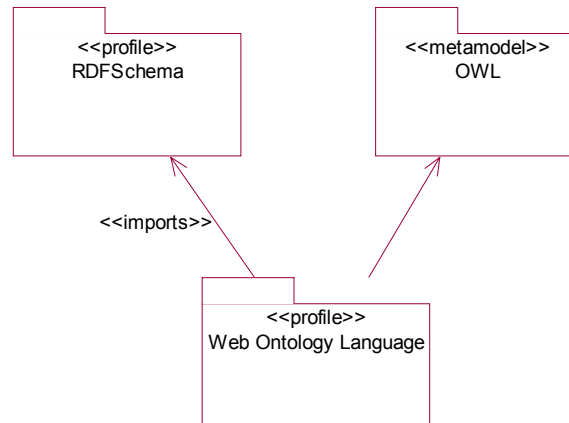 <<profile>>
RDFSchema
<<metamodel>>
OWL
<<imports>>
<<profile>>
Web Ontology Language